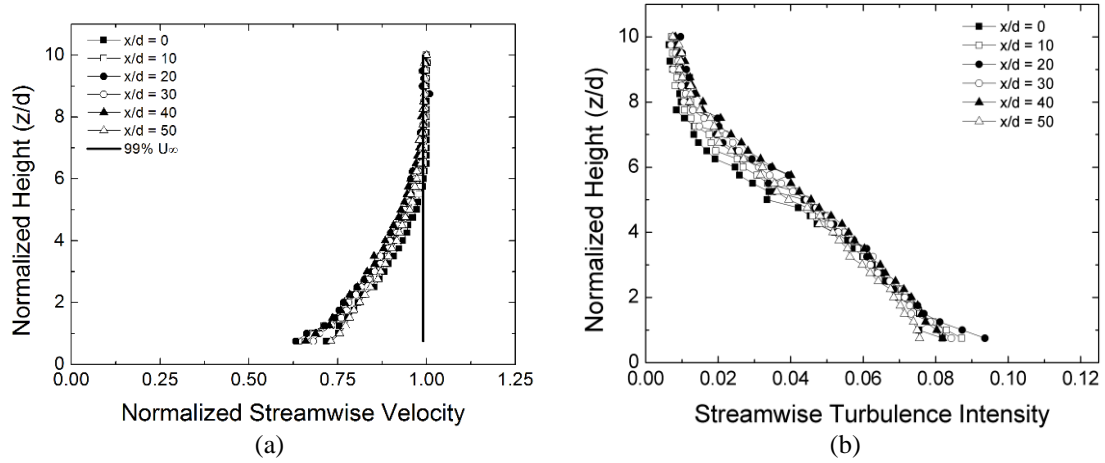 x/d = 0
x/d = 10
x/d = 20
x/d = 30
x/d = 40
x/d = 50
99% U∞
10
8
6
4
2
0
0.00 0.25 0.50 0.75 1.00 1.25
Normalized Height (z/d)
Normalized Streamwise Velocity
(a)
x/d = 0
x/d = 10
x/d = 20
x/d = 30
x/d = 40
x/d = 50
10
8
6
4
2
0
0.02 0.04 0.06 0.08 0.10 0.12
Normalized Height (z/d)
Streamwise Turbulence Intensity
(b)